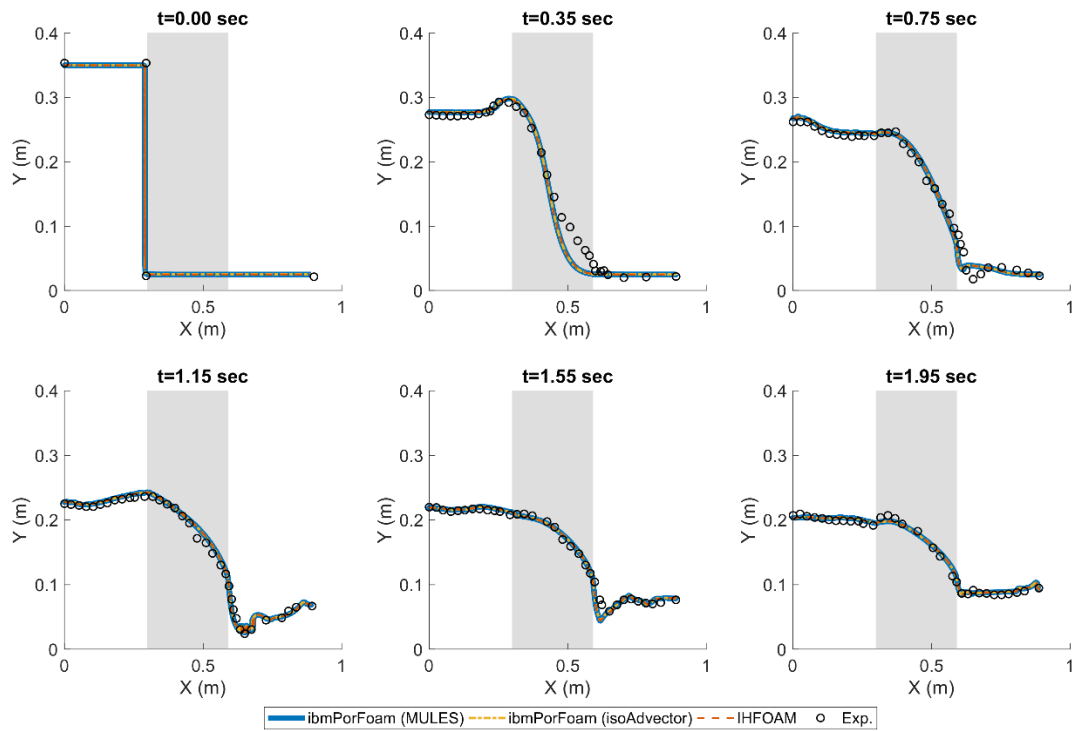 t=0.00 sec
t=0.35 sec
t=0.75 sec
0.4
0.3
0.2
0.1
0
Y (m)
0
0.5
1
X (m)
0.4
0.3
0.2
0.1
0
Y (m)
0
0.5
1
X (m)
0.4
0.3
0.2
0.1
0
Y (m)
0
0.5
1
X (m)
t=1.15 sec
t=1.55 sec
t=1.95 sec
0.4
0.3
0.2
0.1
0
Y (m)
0
0.5
1
X (m)
0.4
0.3
0.2
0.1
0
Y (m)
0
0.5
1
X (m)
0.4
0.3
0.2
0.1
0
Y (m)
0
0.5
1
X (m)
ibmPorFoam (MULES)
ibmPorFoam (isoAdvector)
IHFOAM
Exp.